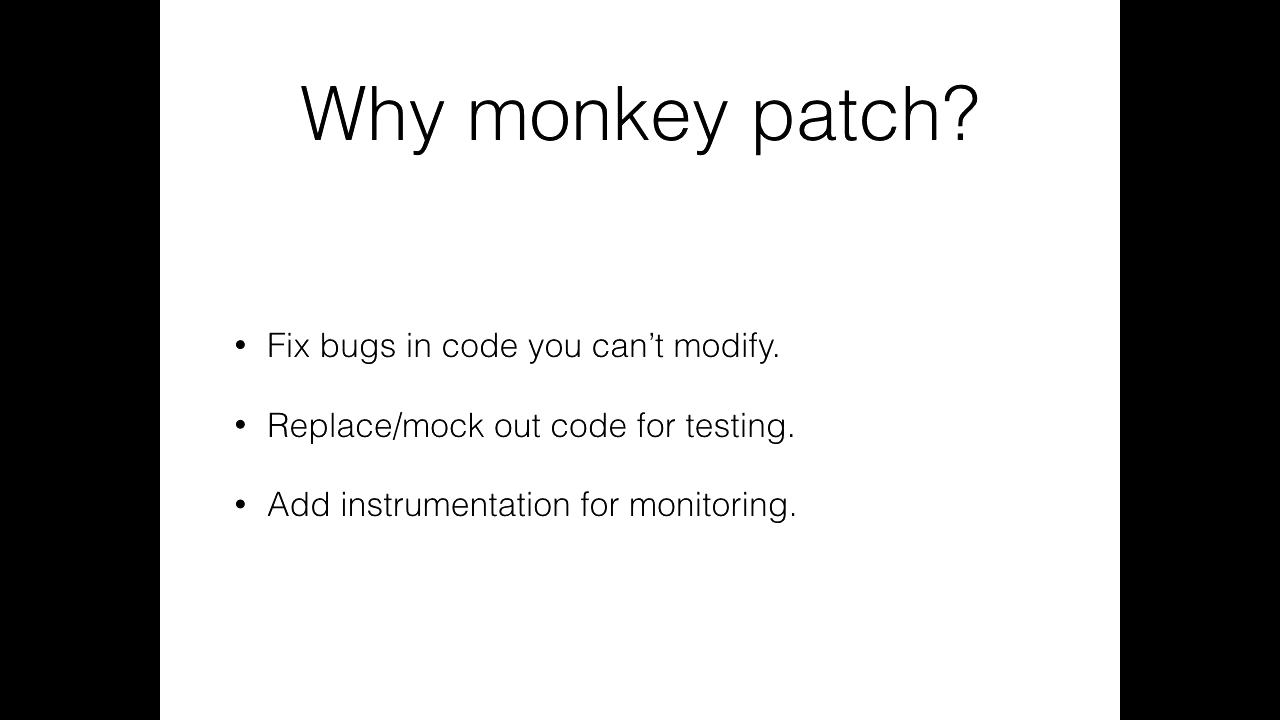 Why monkey patch?
• Fix bugs in code you can’t modify.
• Replace/mock out code for testing.
• Add instrumentation for monitoring.